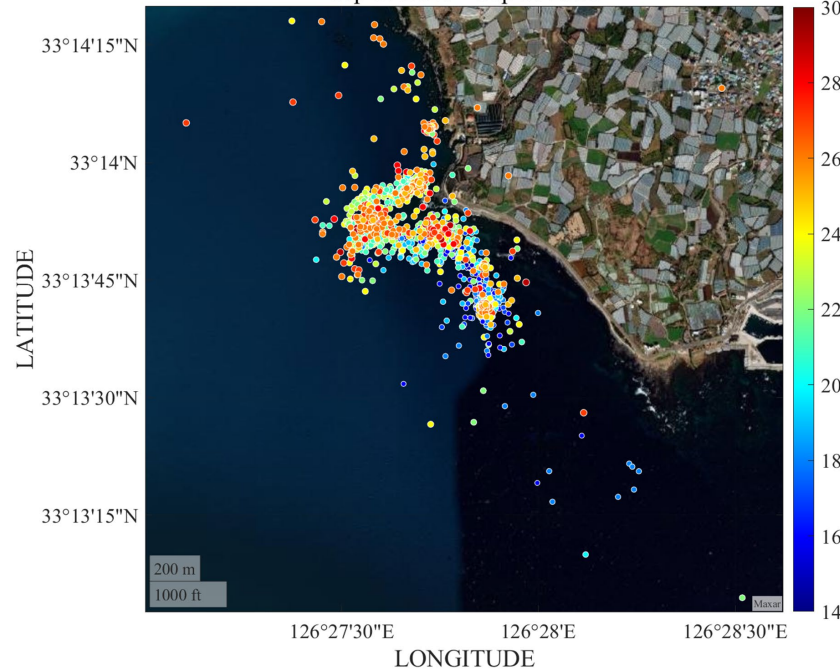 33°14'15"N
33°14'N
33°13'45"N
33°13'30"N
33°13'15"N
LATITUDE
200 m
1000 ft
Maxar
126°27'30"E
126°28'E
126°28'30"E
LONGITUDE
30
28
26
24
22
20
18
16
14